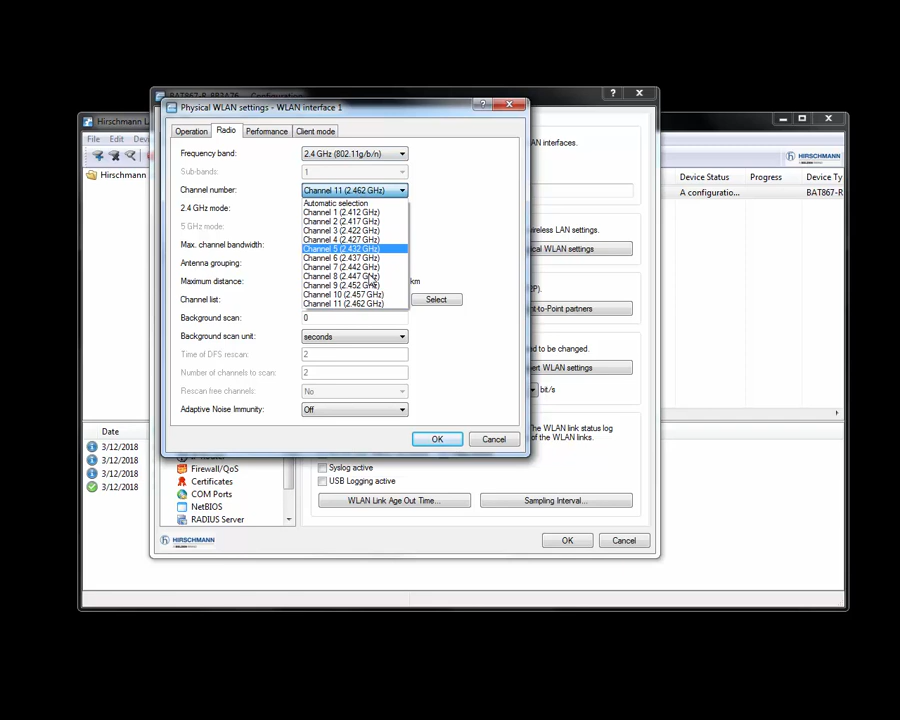 Physical WLAN settings - WLAN interface 1
Hirschmann
File Edit
Hirschmann
Operation Radio Performance Client mode
Frequency band: 2.4 GHz (802.11g/b/n)
Sub-bands: 1
Channel number: Channel 11 (2.462 GHz)
Automatic selection
Channel 1 (2.412 GHz)
Channel 2 (2.417 GHz)
Channel 3 (2.422 GHz)
Channel 4 (2.427 GHz)
Channel 5 (2.432 GHz)
Channel 6 (2.437 GHz)
Channel 7 (2.442 GHz)
Channel 8 (2.447 GHz)
Channel 9 (2.452 GHz)
Channel 10 (2.457 GHz)
Channel 11 (2.462 GHz)
2.4 GHz mode:
5 GHz mode:
Max. channel bandwidth:
Antenna grouping:
Maximum distance: km
Channel list: Select
Background scan: 0
Background scan unit: seconds
Time of DFS rescan: 2
Number of channels to scan: 2
Rescan free channels: No
Adaptive Noise Immunity: Off
OK Cancel
AN interfaces.
reless LAN settings.
cal WLAN settings
P).
nt-to-Point partners
ed to be changed.
ert WLAN settings
bit/s
The WLAN link status log
of the WLAN links.
Syslog active
USB Logging active
WLAN Link Age Out Time... Sampling Interval...
Firewall/QoS
Certificates
COM Ports
NetBIOS
RADIUS Server
HIRSCHMANN
OK Cancel
HIRSCHMANN
Device Status Progress Device Ty
A configuratio... BAT867-R
Date
3/12/2018
3/12/2018
3/12/2018
3/12/2018